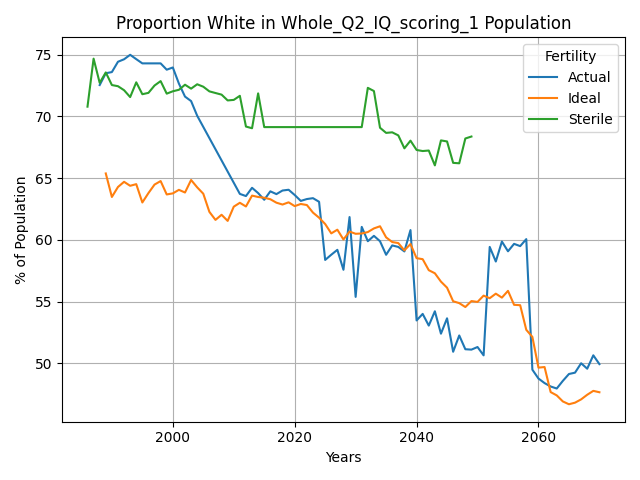 Proportion White in Whole_Q2_IQ_scoring_1 Population
% of Population
75
70
65
60
55
50
Fertility
Actual
Ideal
Sterile
2000
2020
2040
2060
Years